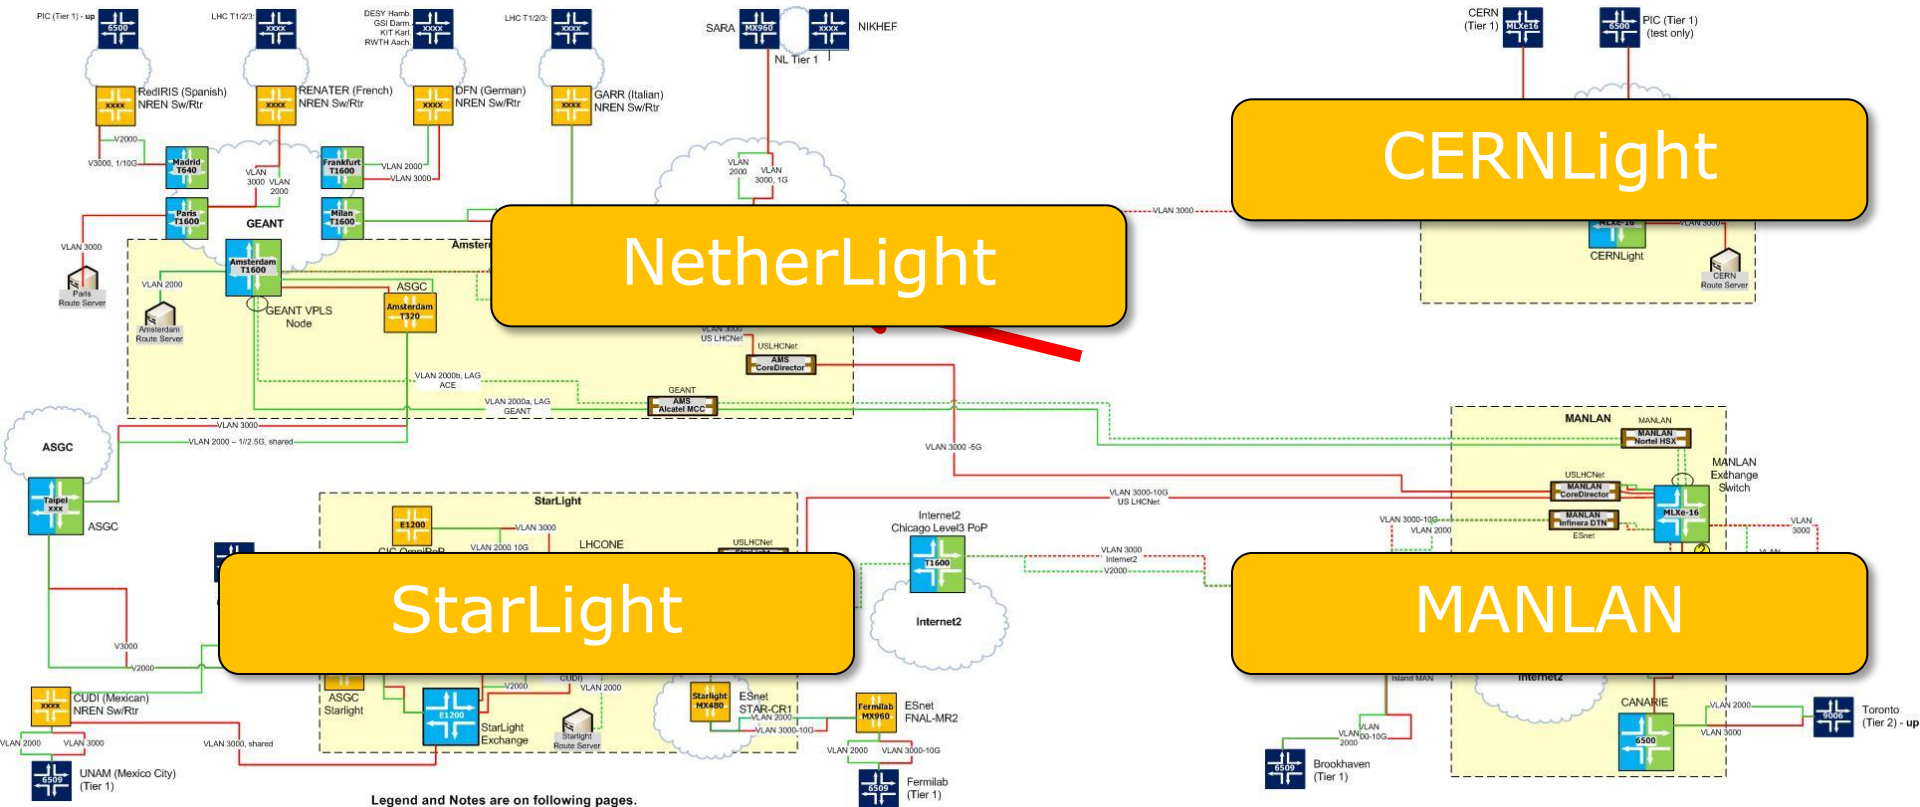 PIC (Tier 1) - up
6500
LHC T1/2/3:
xxxx
DESY Hamb.
GSI Darm.
KIT Karl.
RWTH Aach.
xxxx
LHC T1/2/3:
xxxx
SARA
MX960
xxxx
NIKHEF
NL Tier 1
CERN
(Tier 1)
MLXe16
6500
PIC (Tier 1)
(test only)
xxxx
RedIRIS (Spanish)
NREN Sw/Rtr
xxxx
RENATER (French)
NREN Sw/Rtr
xxxx
DFN (German)
NREN Sw/Rtr
xxxx
GARR (Italian)
NREN Sw/Rtr
V2000
V3000, 1/10G
Madrid
T640
VLAN
3000
VLAN
2000
Frankfurt
T1600
VLAN 2000
VLAN 3000
VLAN
2000
VLAN
3000, 1G
CERNLight
Paris
T1600
GEANT
Milan
T1600
VLAN 3000
MLXe-16
VLAN 3000
CERNLight
CERN
Route Server
VLAN 3000
Paris
Route Server
Amsterdam
T1600
NetherLight
VLAN 2000
Amsterdam
Route Server
GEANT VPLS
Node
ASGC
Amsterdam
T320
VLAN 3000
US LHCNet
USLHCNet
AMS
CoreDirector
VLAN 2000b, LAG
ACE
VLAN 2000a, LAG
GEANT
GEANT
AMS
Alcatel MCC
VLAN 3000
VLAN 2000 – 1//2.5G, shared
ASGC
Taipei
xxx
ASGC
VLAN 3000 -5G
MANLAN
MANLAN
MANLAN
Nortel HSX
MANLAN
Exchange
Switch
USLHCNet
MANLAN
CoreDirector
MLXe-16
MANLAN
Infinera DTN
ESnet
VLAN 3000-10G
VLAN 2000
VLAN
3000
VLAN 3000-10G
US LHCNet
StarLight
E1200
VLAN 3000
VLAN 2000 10G
LHCONE
USLHCNet
Internet2
Chicago Level3 PoP
T1600
VLAN 3000
Internet2
V2000
Internet2
StarLight
MANLAN
V3000
V2000
xxxx
CUDI (Mexican)
NREN Sw/Rtr
VLAN 2000
VLAN 3000
VLAN 3000, shared
6509
UNAM (Mexico City)
(Tier 1)
ASGC
Starlight
E1200
V2000
CUDI)
VLAN 2000
StarLight
Exchange
Starlight
Route Server
Starlight
MX480
ESnet
STAR-CR1
VLAN 2000
VLAN 3000-10G
Fermilab
MX960
ESnet
FNAL-MR2
VLAN 2000
VLAN 3000-10G
6509
Fermilab
(Tier 1)
Island MAN
VLAN
2000
6509
Brookhaven
(Tier 1)
Internet2
CANARIE
6500
VLAN 2000
VLAN 3000
9006
Toronto
(Tier 2) - up
Legend and Notes are on following pages.